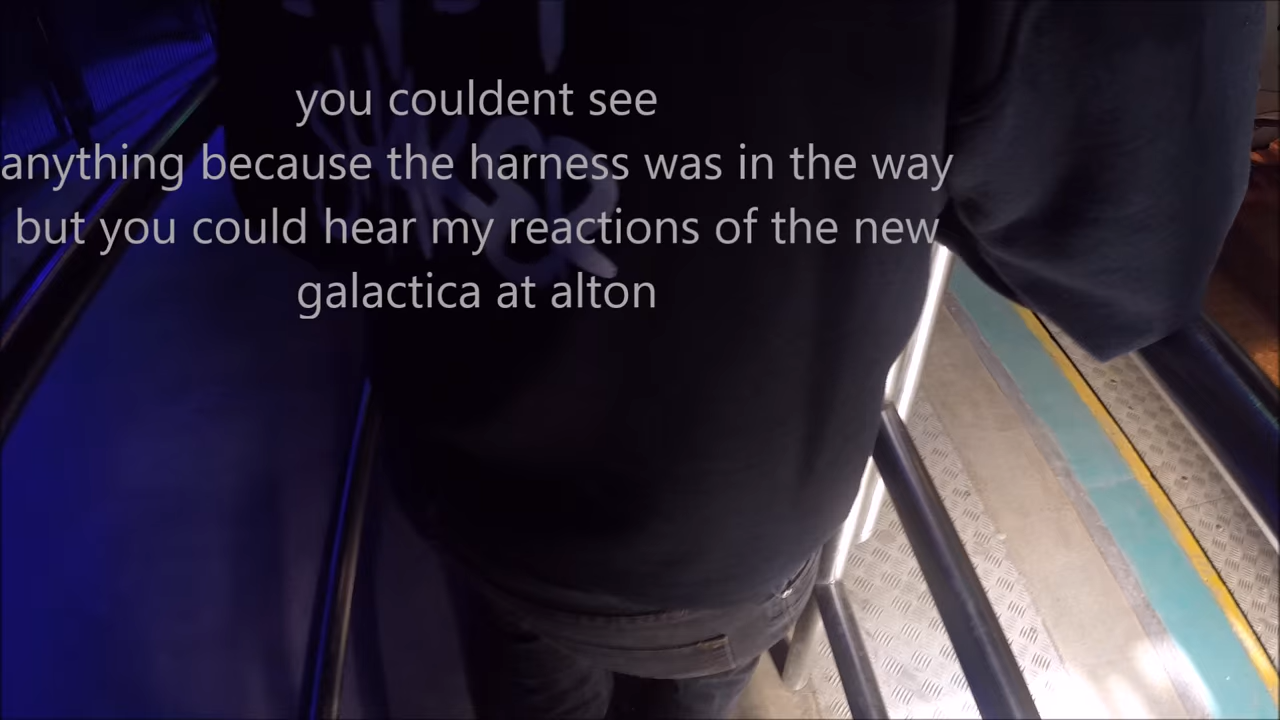 you couldent see
anything because the harness was in the way
but you could hear my reactions of the new
galactica at alton